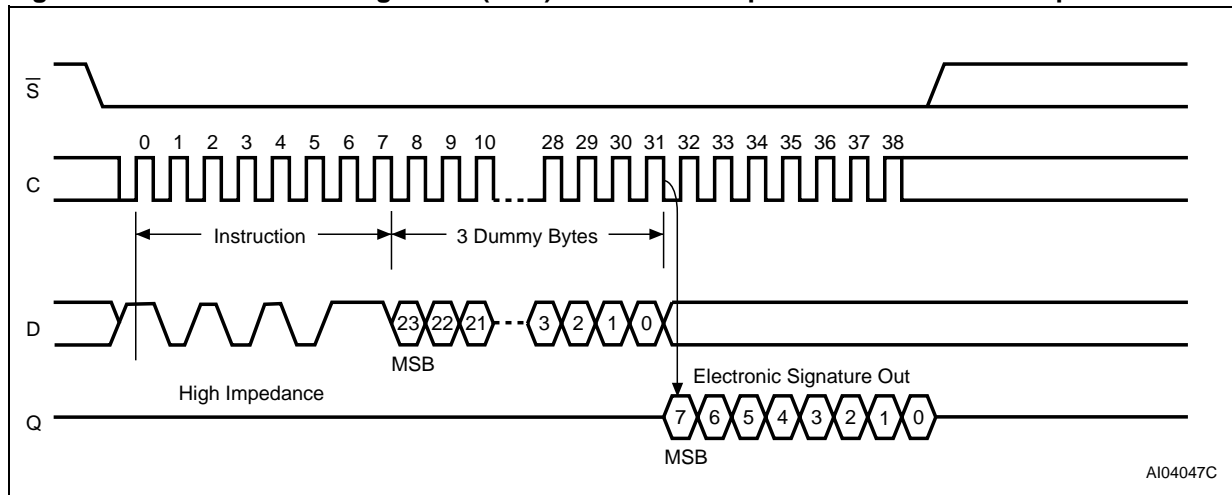 S
0 1 2 3 4 5 6 7 8 9 10 28 29 30 31 32 33 34 35 36 37 38
C
Instruction 3 Dummy Bytes
D
23 22 21 3 2 1 0
MSB
High Impedance
Electronic Signature Out
Q
7 6 5 4 3 2 1 0
MSB
AI04047C